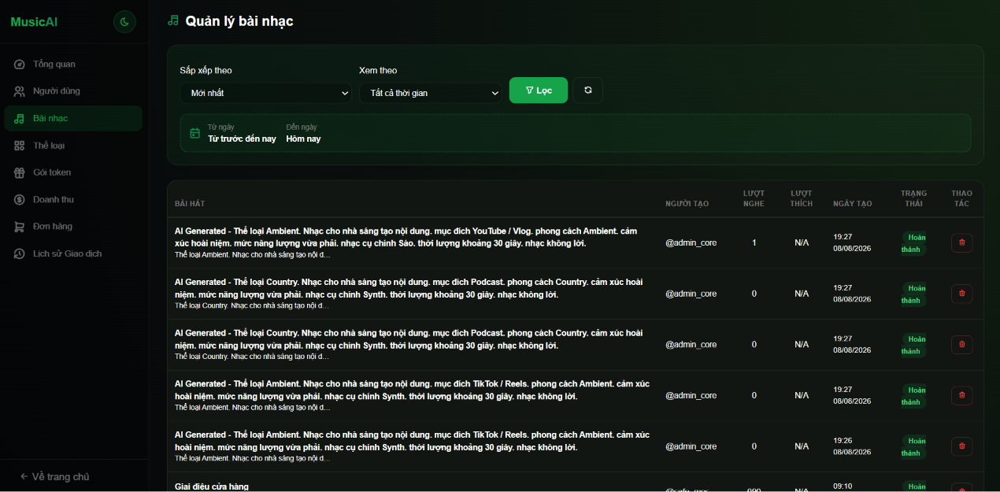 MusicAI
Tổng quan
Người dùng
Bài nhạc
Thể loại
Gói token
Doanh thu
Đơn hàng
Lịch sử Giao dịch
← Về trang chủ
Quản lý bài nhạc
Sắp xếp theo
Xem theo
Mới nhất
Tất cả thời gian
Lọc
Từ ngày
Đến ngày
Từ trước đến nay
Hôm nay
BÀI HÁT
NGƯỜI TẠO
LƯỢT
NGHE
LƯỢT
THÍCH
NGÀY TẠO
TRẠNG
THÁI
THAO
TÁC
AI Generated - Thể loại Ambient. Nhạc cho nhà sáng tạo nội dung. mục đích YouTube / Vlog. phong cách Ambient. cảm
xúc hoài niệm. mức năng lượng vừa phải. nhạc cụ chính Sáo. thời lượng khoảng 30 giây. nhạc không lời.
Thể loại Ambient. Nhạc cho nhà sáng tạo nội d...
@admin_core
1
N/A
19:27
08/08/2026
Hoàn
thành
AI Generated - Thể loại Country. Nhạc cho nhà sáng tạo nội dung. mục đích Podcast. phong cách Country. cảm xúc hoài
niệm. mức năng lượng vừa phải. nhạc cụ chính Synth. thời lượng khoảng 30 giây. nhạc không lời.
Thể loại Country. Nhạc cho nhà sáng tạo nội d...
@admin_core
0
N/A
19:27
08/08/2026
Hoàn
thành
AI Generated - Thể loại Country. Nhạc cho nhà sáng tạo nội dung. mục đích Podcast. phong cách Country. cảm xúc hoài
niệm. mức năng lượng vừa phải. nhạc cụ chính Synth. thời lượng khoảng 30 giây. nhạc không lời.
Thể loại Country. Nhạc cho nhà sáng tạo nội d...
@admin_core
0
N/A
19:27
08/08/2026
Hoàn
thành
AI Generated - Thể loại Ambient. Nhạc cho nhà sáng tạo nội dung. mục đích TikTok / Reels. phong cách Ambient. cảm xúc
hoài niệm. mức năng lượng vừa phải. nhạc cụ chính Synth. thời lượng khoảng 30 giây. nhạc không lời.
Thể loại Ambient. Nhạc cho nhà sáng tạo nội d...
@admin_core
0
N/A
19:27
08/08/2026
Hoàn
thành
AI Generated - Thể loại Ambient. Nhạc cho nhà sáng tạo nội dung. mục đích TikTok / Reels. phong cách Ambient. cảm xúc
hoài niệm. mức năng lượng vừa phải. nhạc cụ chính Synth. thời lượng khoảng 30 giây. nhạc không lời.
Thể loại Ambient. Nhạc cho nhà sáng tạo nội d...
@admin_core
0
N/A
19:26
08/08/2026
Hoàn
thành
Giai điệu cửa hàng
N/A
09:10
Hoàn